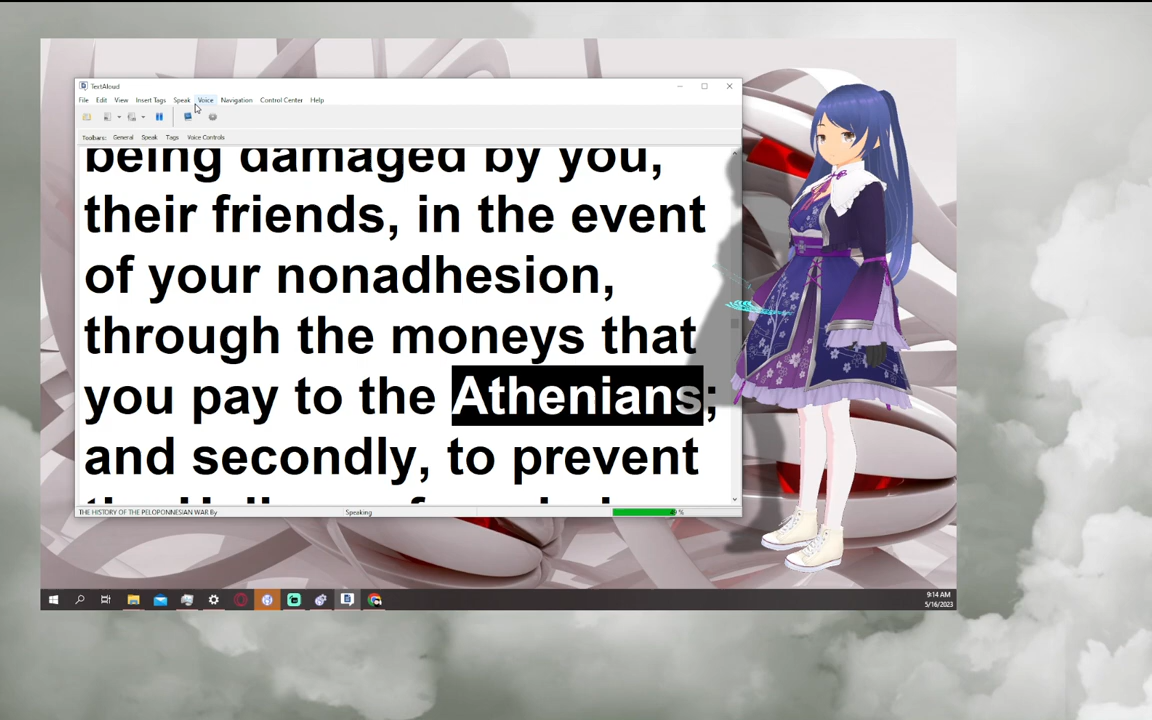 TextAloud
File Edit View Insert Tags Speak Voice Navigation Control Center Help
Toolbars: General Speak Tags Voice Controls
being damaged by you,
their friends, in the event
of your nonadhesion,
through the moneys that
you pay to the Athenians;
and secondly, to prevent
THE HISTORY OF THE PELOPONNESIAN WAR By Speaking
9:14 AM
5/16/2023